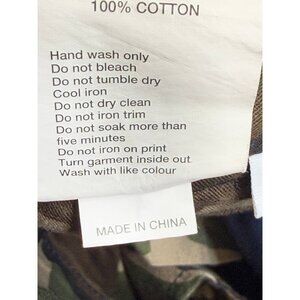 100% COTTON
Hand wash only
Do not bleach
Do not tumble dry
Cool iron
Do not dry clean
Do not iron trim
Do not soak more than
five minutes
Do not iron on print
Turn garment inside out
Wash with like colour
MADE IN CHINA